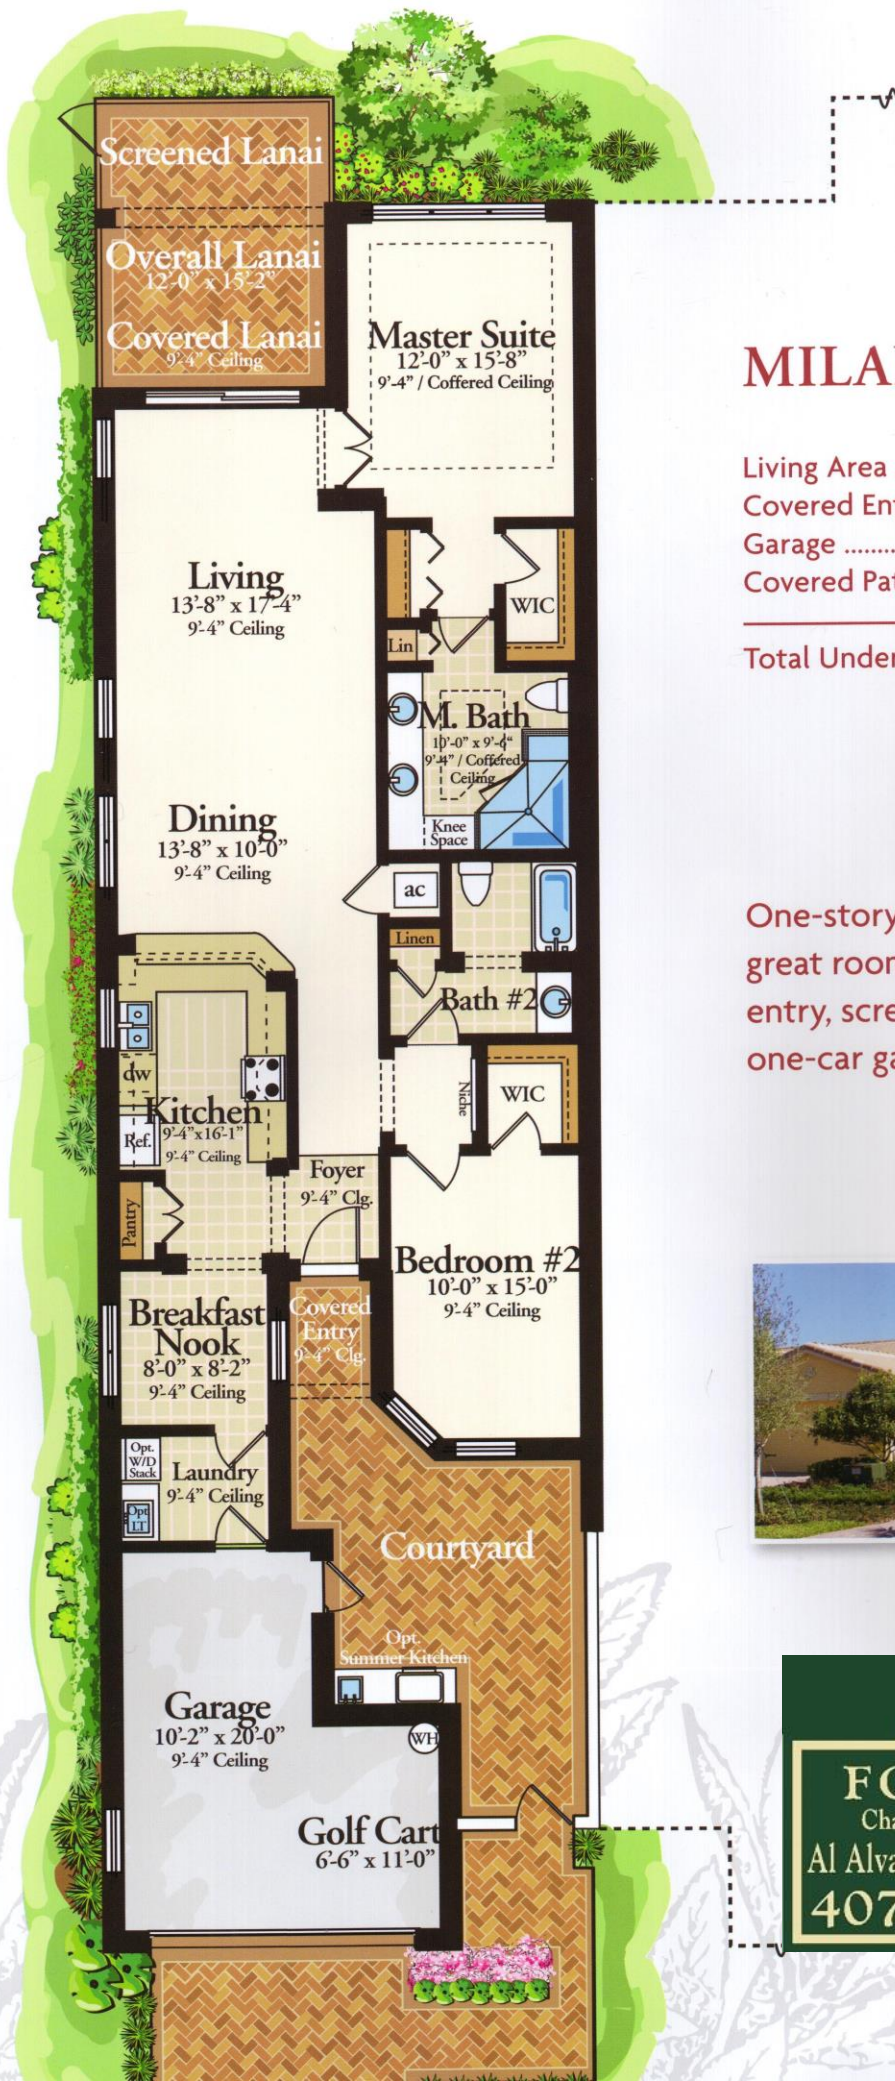 Screened Lanai
Overall Lanai
12'-0" x 15'-2"
Covered Lanai
9'-4" Ceiling
Master Suite
12'-0" x 15'-8"
9'-4" / Coffered Ceiling
MILA
Living Area
Covered En
Garage ........
Covered Pa
Total Under
Living
13'-8" x 17'-4"
9'-4" Ceiling
WIC
Lin
M. Bath
10'-0" x 9'-6"
9'-4" / Coffered
Ceiling
Knee
Space
Dining
13'-8" x 10'-0"
9'-4" Ceiling
ac
Linen
Bath #2
One-story
great room
entry, scre
one-car ga
dw
Kitchen
9'-4"x16'-1"
9'-4" Ceiling
Ref.
Niche
WIC
Pantry
Foyer
9'-4" Clg.
Bedroom #2
10'-0" x 15'-0"
9'-4" Ceiling
Covered
Entry
9'-4" Clg.
Breakfast
Nook
8'-0" x 8'-2"
9'-4" Ceiling
Opt.
W/D
Stack
Laundry
9'-4" Ceiling
Opt
LT
Courtyard
Opt.
Summer Kitchen
Garage
10'-2" x 20'-0"
9'-4" Ceiling
WH
Golf Cart
6'-6" x 11'-0"
FO
Cha
Al Alva
407